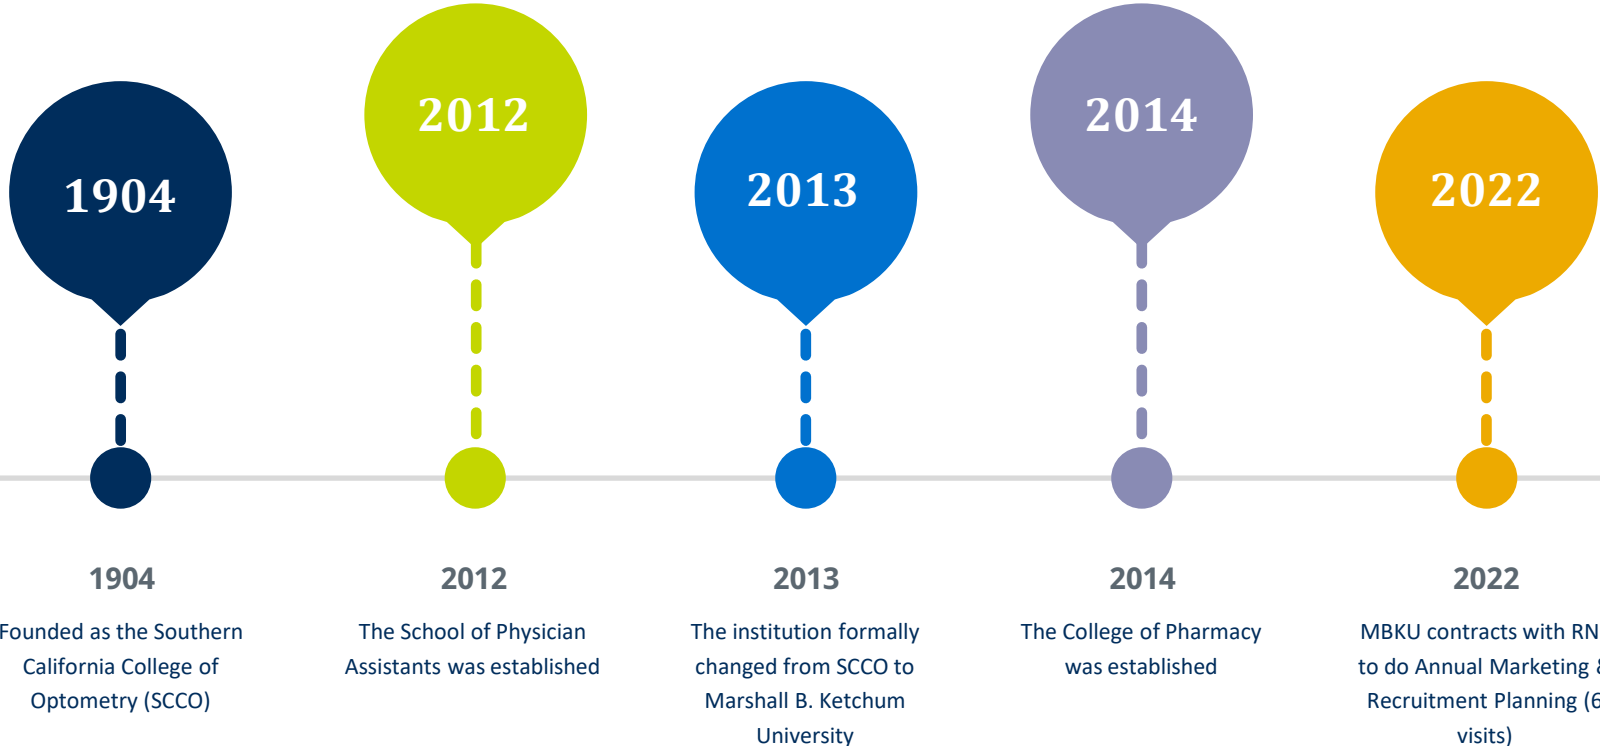 1904
2012
2013
2014
2022
1904
Founded as the Southern
California College of
Optometry (SCCO)
2012
The School of Physician
Assistants was established
2013
The institution formally
changed from SCCO to
Marshall B. Ketchum
University
2014
The College of Pharmacy
was established
2022
MBKU contracts with RN
to do Annual Marketing &
Recruitment Planning (6
visits)